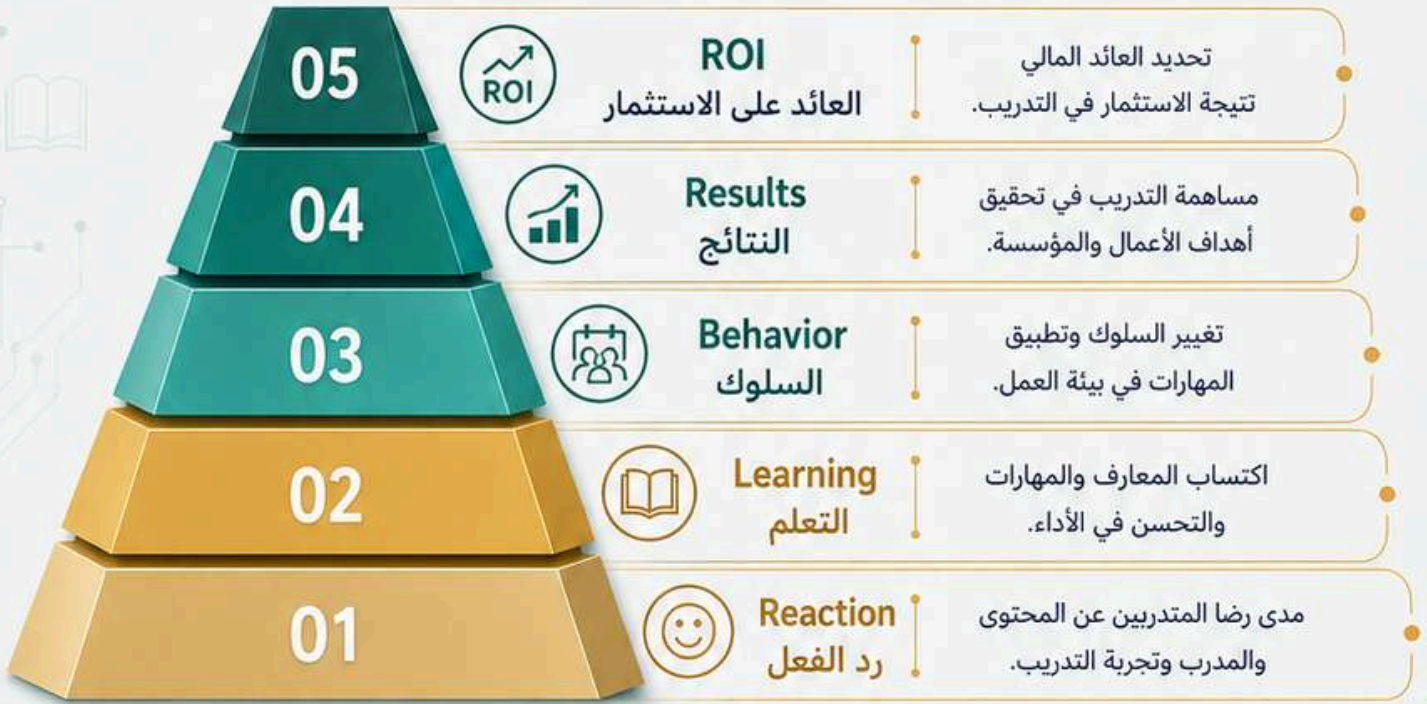 05
ROI
ROI
العائد على الاستثمار
تحديد العائد المالي
تتيجة الاستثمار في التدريب.
04
Results
النتائج
مساهمة التدريب في تحقيق
أهداف الأعمال والمؤسسة.
03
Behavior
السلوك
تغيير السلوك وتطبيق
المهارات في بيئة العمل.
02
Learning
التعلم
اكتساب المعارف والمهارات
والتحسن في الأداء.
01
Reaction
رد الفعل
مدى رضا المتدربين عن المحتوى
والمدرب وتجربة التدريب.